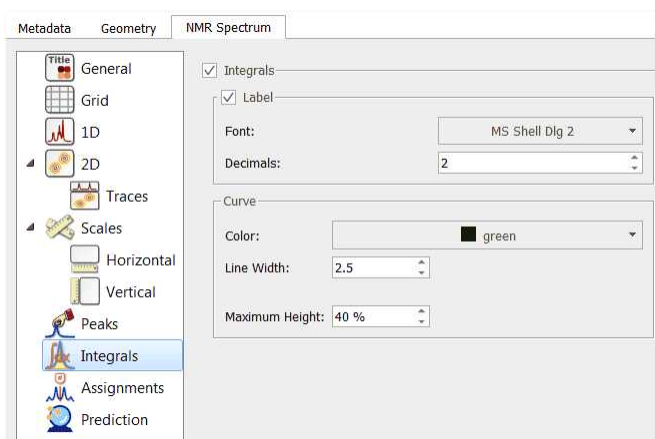 Metadata Geometry NMR Spectrum
Title
General
Grid
1D
2D
Traces
Scales
Horizontal
Vertical
Peaks
Integrals
Assignments
Prediction
Integrals
Label
Font: MS Shell Dlg 2
Decimals: 2
Curve
Color: green
Line Width: 2.5
Maximum Height: 40 %